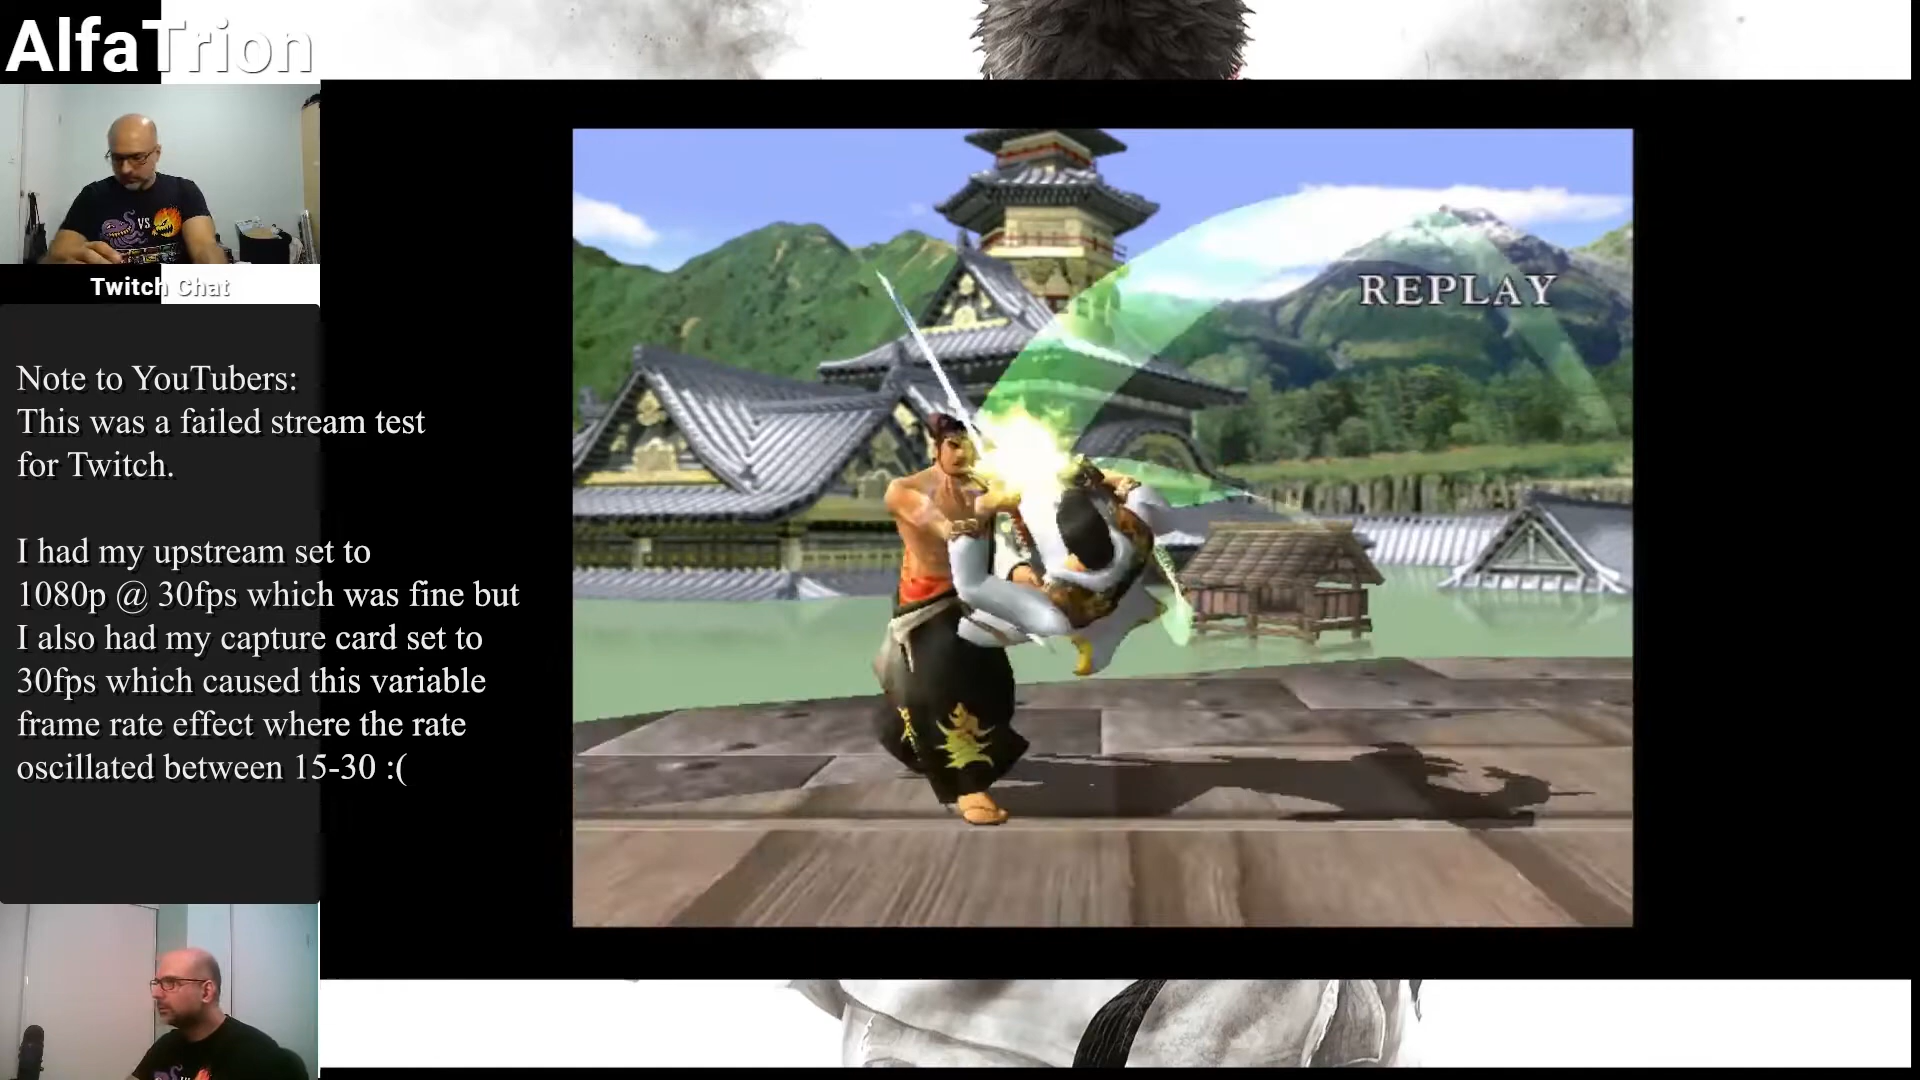 AlfaTrion
VS
Twitch Chat
Note to YouTubers:
This was a failed stream test
for Twitch.
I had my upstream set to
1080p @ 30fps which was fine but
I also had my capture card set to
30fps which caused this variable
frame rate effect where the rate
oscillated between 15-30 :(
REPLAY